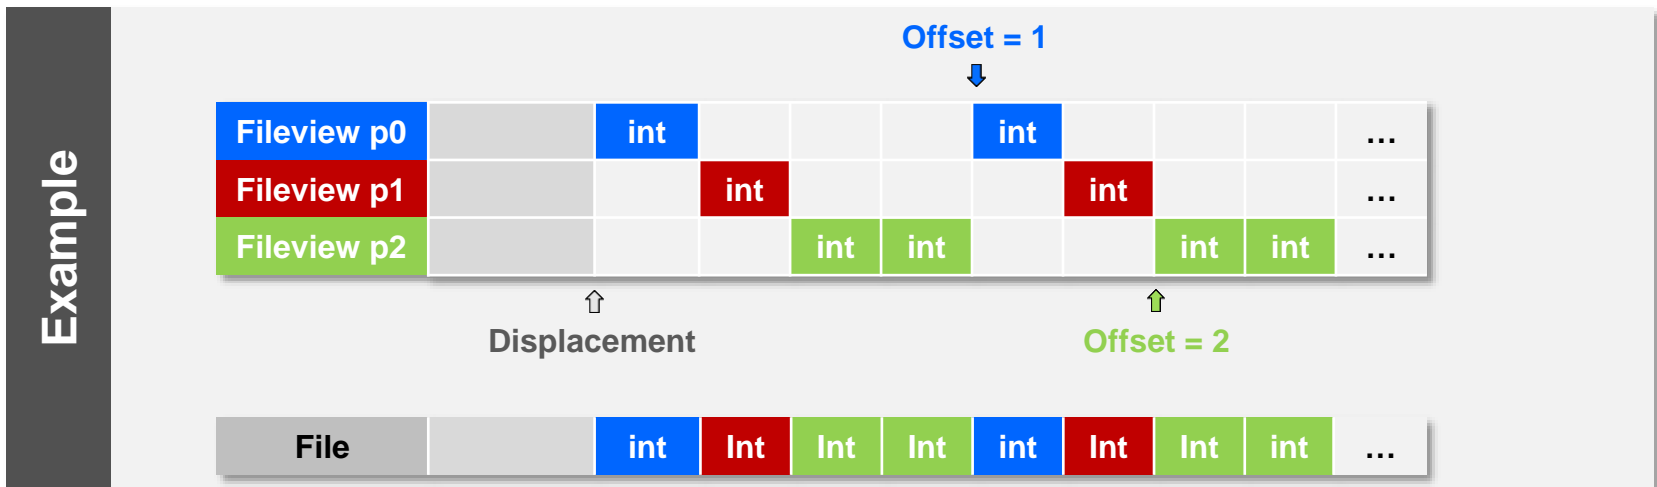 Example
Offset = 1
Fileview p0 int int ...
Fileview p1 int int ...
Fileview p2 int int int int ...
Displacement Offset = 2
File int Int Int Int int Int Int int ...